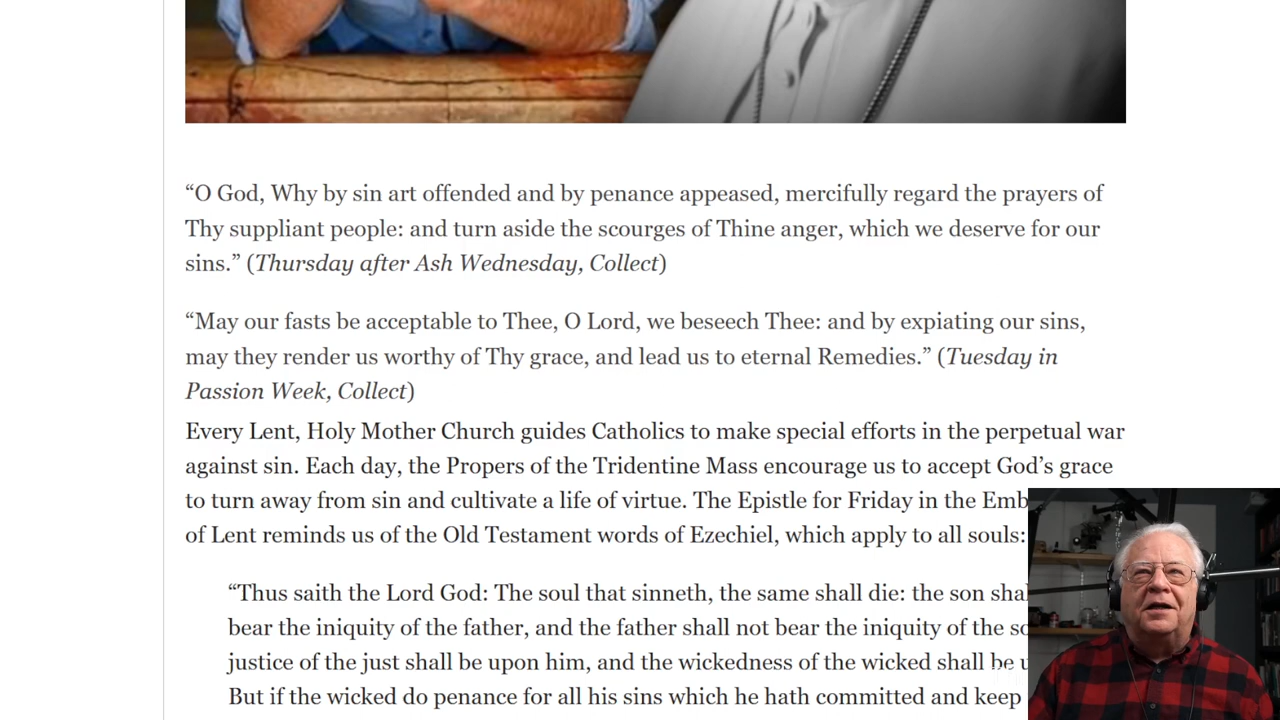 “O God, Why by sin art offended and by penance appeased, mercifully regard the prayers of
Thy suppliant people: and turn aside the scourges of Thine anger, which we deserve for our
sins.” (Thursday after Ash Wednesday, Collect)
“May our fasts be acceptable to Thee, O Lord, we beseech Thee: and by expiating our sins,
may they render us worthy of Thy grace, and lead us to eternal Remedies.” (Tuesday in
Passion Week, Collect)
Every Lent, Holy Mother Church guides Catholics to make special efforts in the perpetual war
against sin. Each day, the Propers of the Tridentine Mass encourage us to accept God’s grace
to turn away from sin and cultivate a life of virtue. The Epistle for Friday in the Emb
of Lent reminds us of the Old Testament words of Ezechiel, which apply to all souls:
“Thus saith the Lord God: The soul that sinneth, the same shall die: the son sha
bear the iniquity of the father, and the father shall not bear the iniquity of the
justice of the just shall be upon him, and the wickedness of the wicked shall be
But if the wicked do penance for all his sins which he hath committed and keep